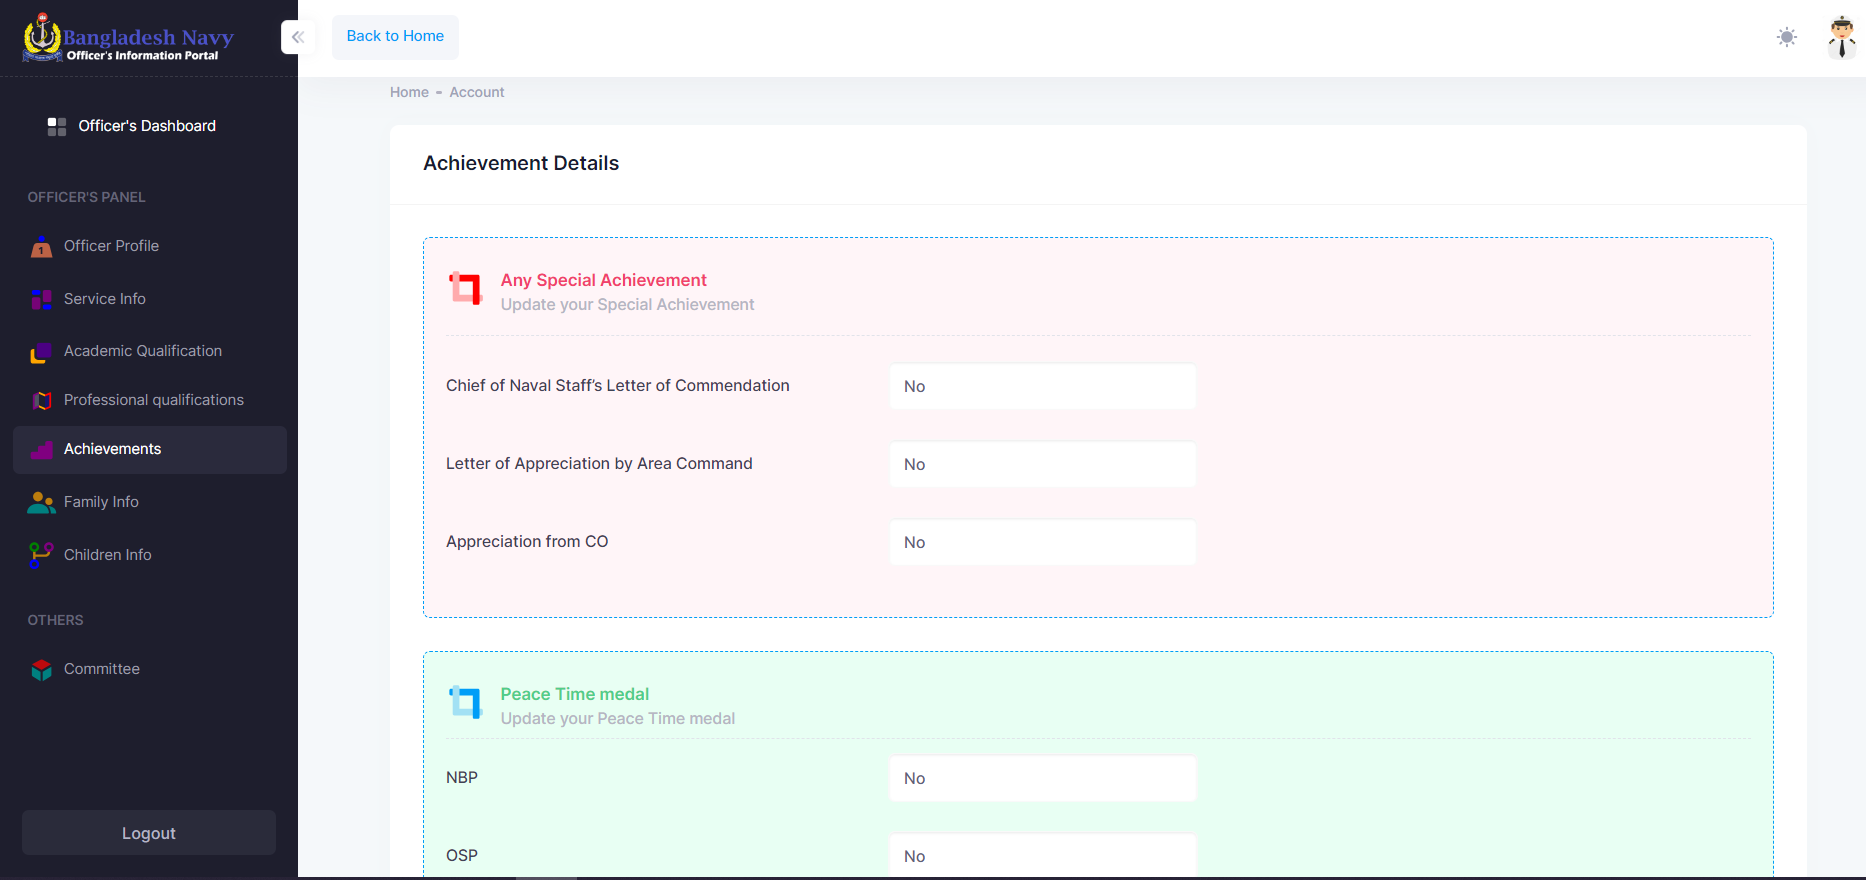 Bangladesh Navy
Officer's Information Portal
Back to Home
Officer's Dashboard
OFFICER'S PANEL
1
Officer Profile
Service Info
Academic Qualification
Professional qualifications
Achievements
Family Info
Children Info
OTHERS
Committee
Logout
Home - Account
Achievement Details
Any Special Achievement
Update your Special Achievement
Chief of Naval Staff’s Letter of Commendation No
Letter of Appreciation by Area Command No
Appreciation from CO No
Peace Time medal
Update your Peace Time medal
NBP No
OSP No